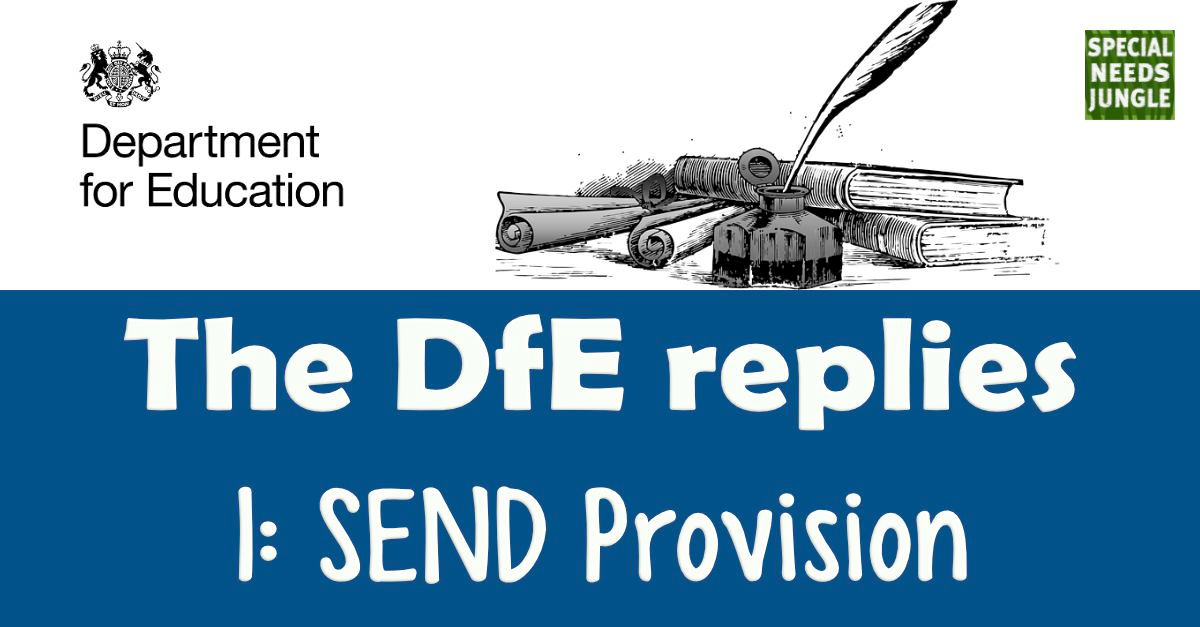 Department
for Education
SPECIAL
NEEDS
JUNGLE
The DfE replies
1: SEND Provision